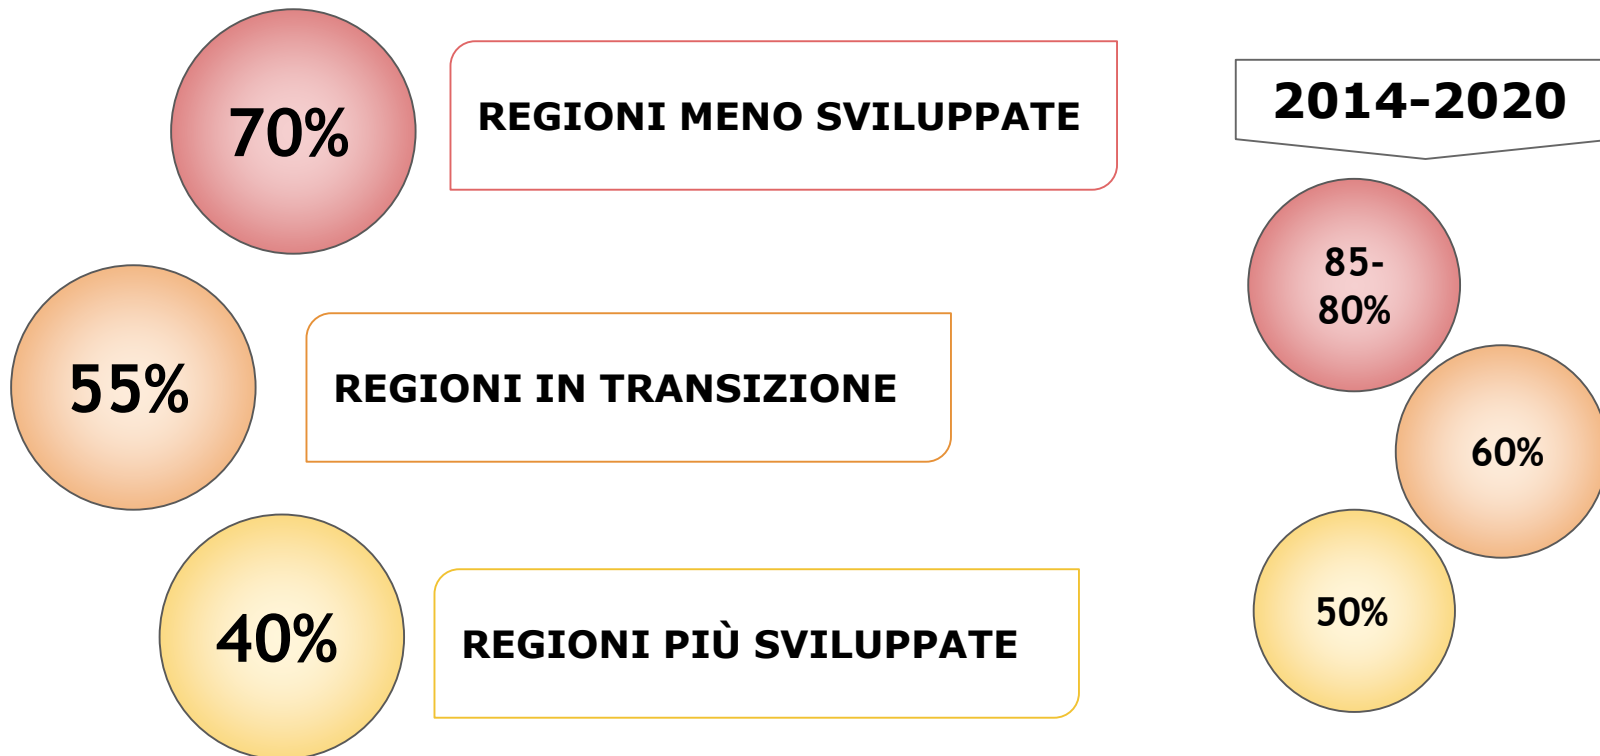 70%
REGIONI MENO SVILUPPATE
55%
REGIONI IN TRANSIZIONE
40%
REGIONI PIÙ SVILUPPATE
2014-2020
85-
80%
60%
50%